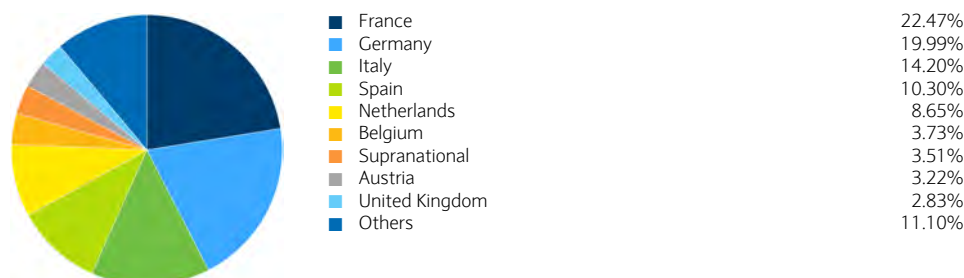 France 22.47%
Germany 19.99%
Italy 14.20%
Spain 10.30%
Netherlands 8.65%
Belgium 3.73%
Supranational 3.51%
Austria 3.22%
United Kingdom 2.83%
Others 11.10%